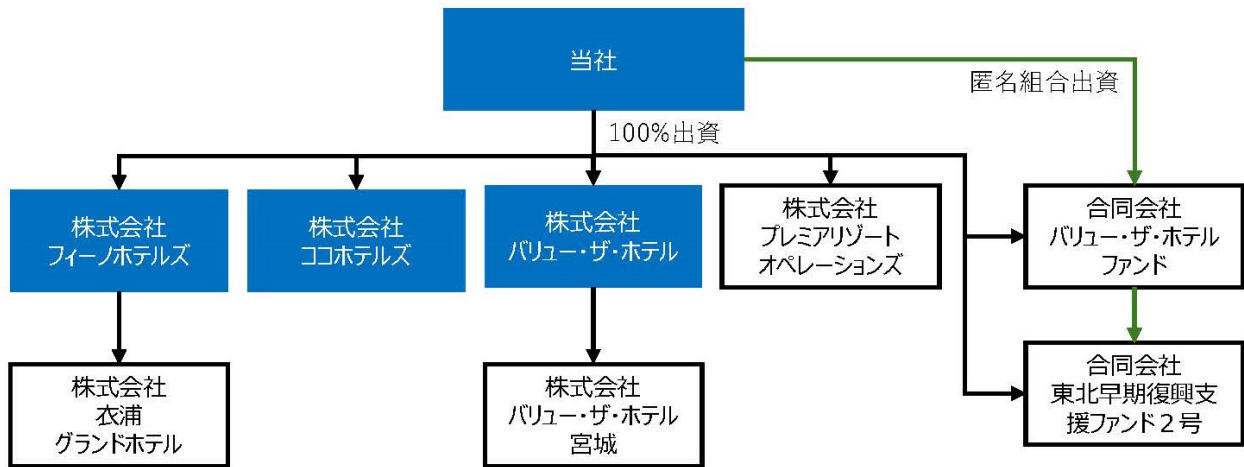 当社
匿名組合出資
100%出資
株式会社
フィーノホテルズ
株式会社
ココホテルズ
株式会社
バリュー・ザ・ホテル
株式会社
プレミアリゾート
オペレーションズ
合同会社
バリュー・ザ・ホテル
ファンド
株式会社
衣浦
グランドホテル
株式会社
バリュー・ザ・ホテル
宮城
合同会社
東北早期復興支
援ファンド2号